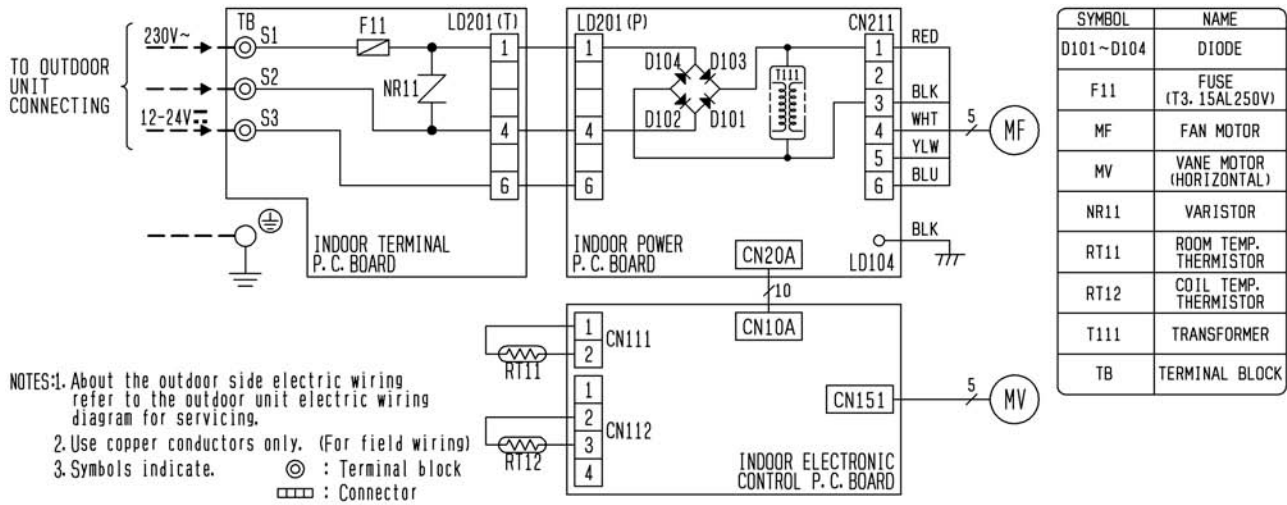 TO OUTDOOR
UNIT
CONNECTING
230V~
12-24V⎓
TB
S1
S2
S3
F11
NR11
LD201(T)
1
4
6
INDOOR TERMINAL
P. C. BOARD
LD201(P)
1
4
6
D104
D103
D102
D101
T111
CN211
1
2
3
4
5
6
RED
BLK
WHT
YLW
BLU
5
MF
INDOOR POWER
P. C. BOARD
CN20A
LD104
BLK
10
CN10A
1
2
CN111
RT11
1
2
3
4
CN112
RT12
CN151
5
MV
INDOOR ELECTRONIC
CONTROL P. C. BOARD
NOTES:1. About the outdoor side electric wiring
refer to the outdoor unit electric wiring
diagram for servicing.
2. Use copper conductors only. (For field wiring)
3. Symbols indicate. ◎ : Terminal block
: Connector
SYMBOL NAME
D101~D104 DIODE
F11 FUSE
(T3. 15AL250V)
MF FAN MOTOR
MV VANE MOTOR
(HORIZONTAL)
NR11 VARISTOR
RT11 ROOM TEMP.
THERMISTOR
RT12 COIL TEMP.
THERMISTOR
T111 TRANSFORMER
TB TERMINAL BLOCK